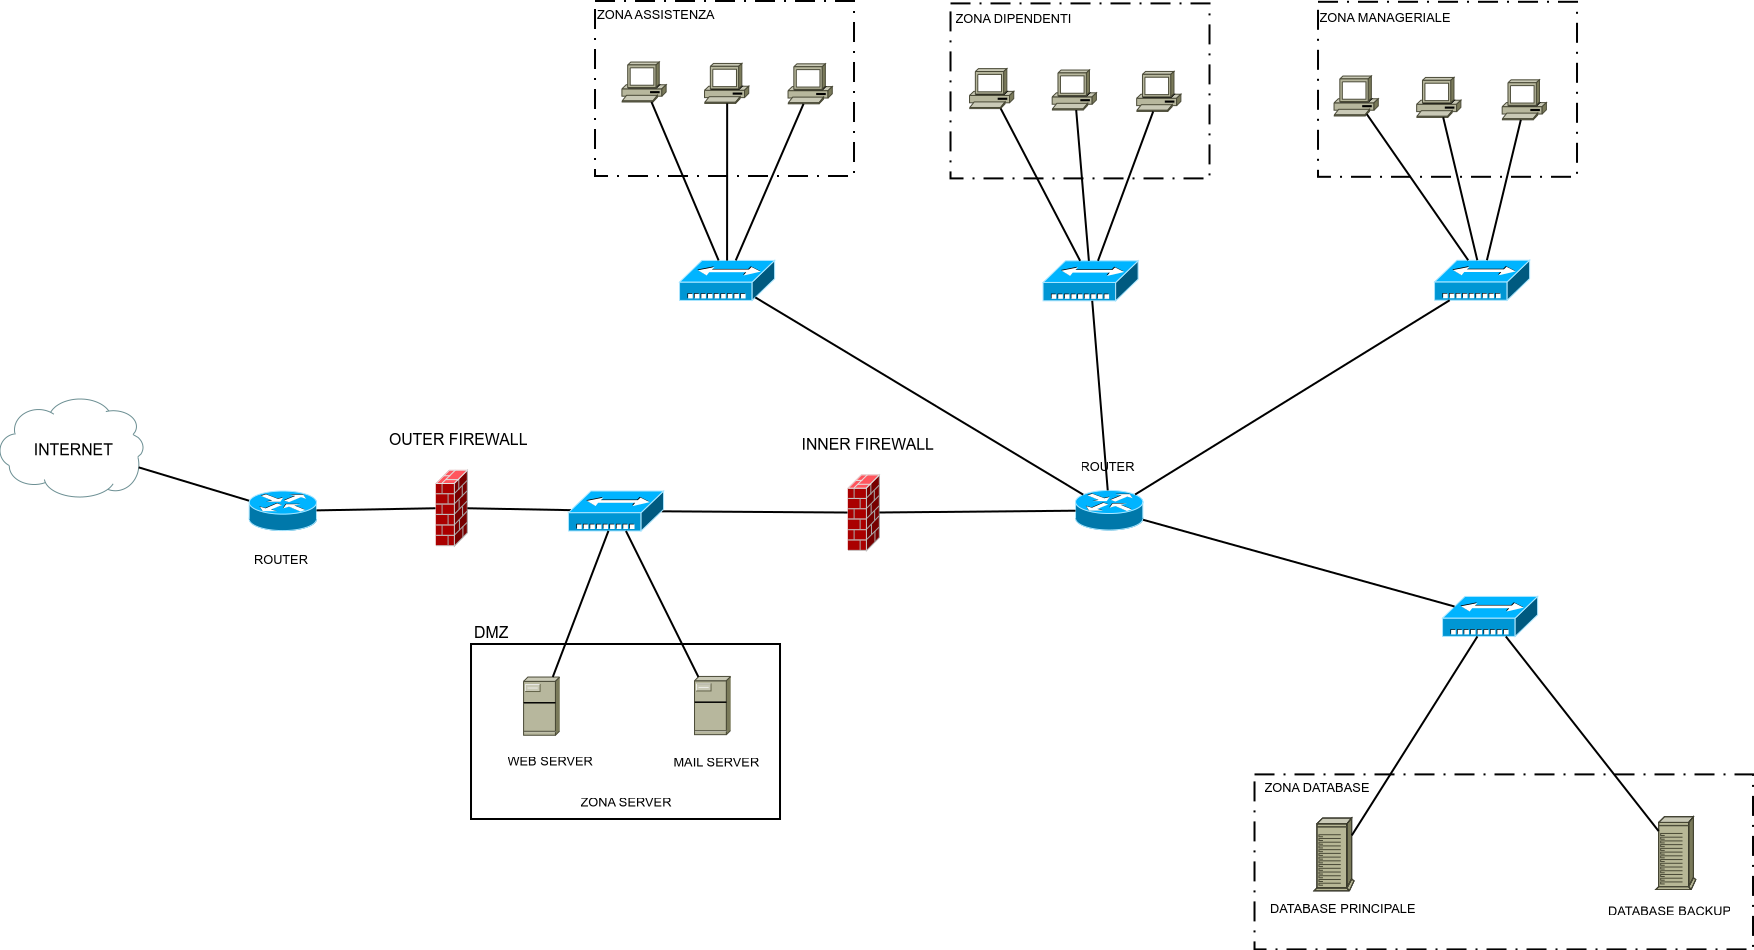 ZONA ASSISTENZA
ZONA DIPENDENTI
ZONA MANAGERIALE
INTERNET
OUTER FIREWALL
INNER FIREWALL
ROUTER
ROUTER
DMZ
WEB SERVER
MAIL SERVER
ZONA SERVER
ZONA DATABASE
DATABASE PRINCIPALE
DATABASE BACKUP